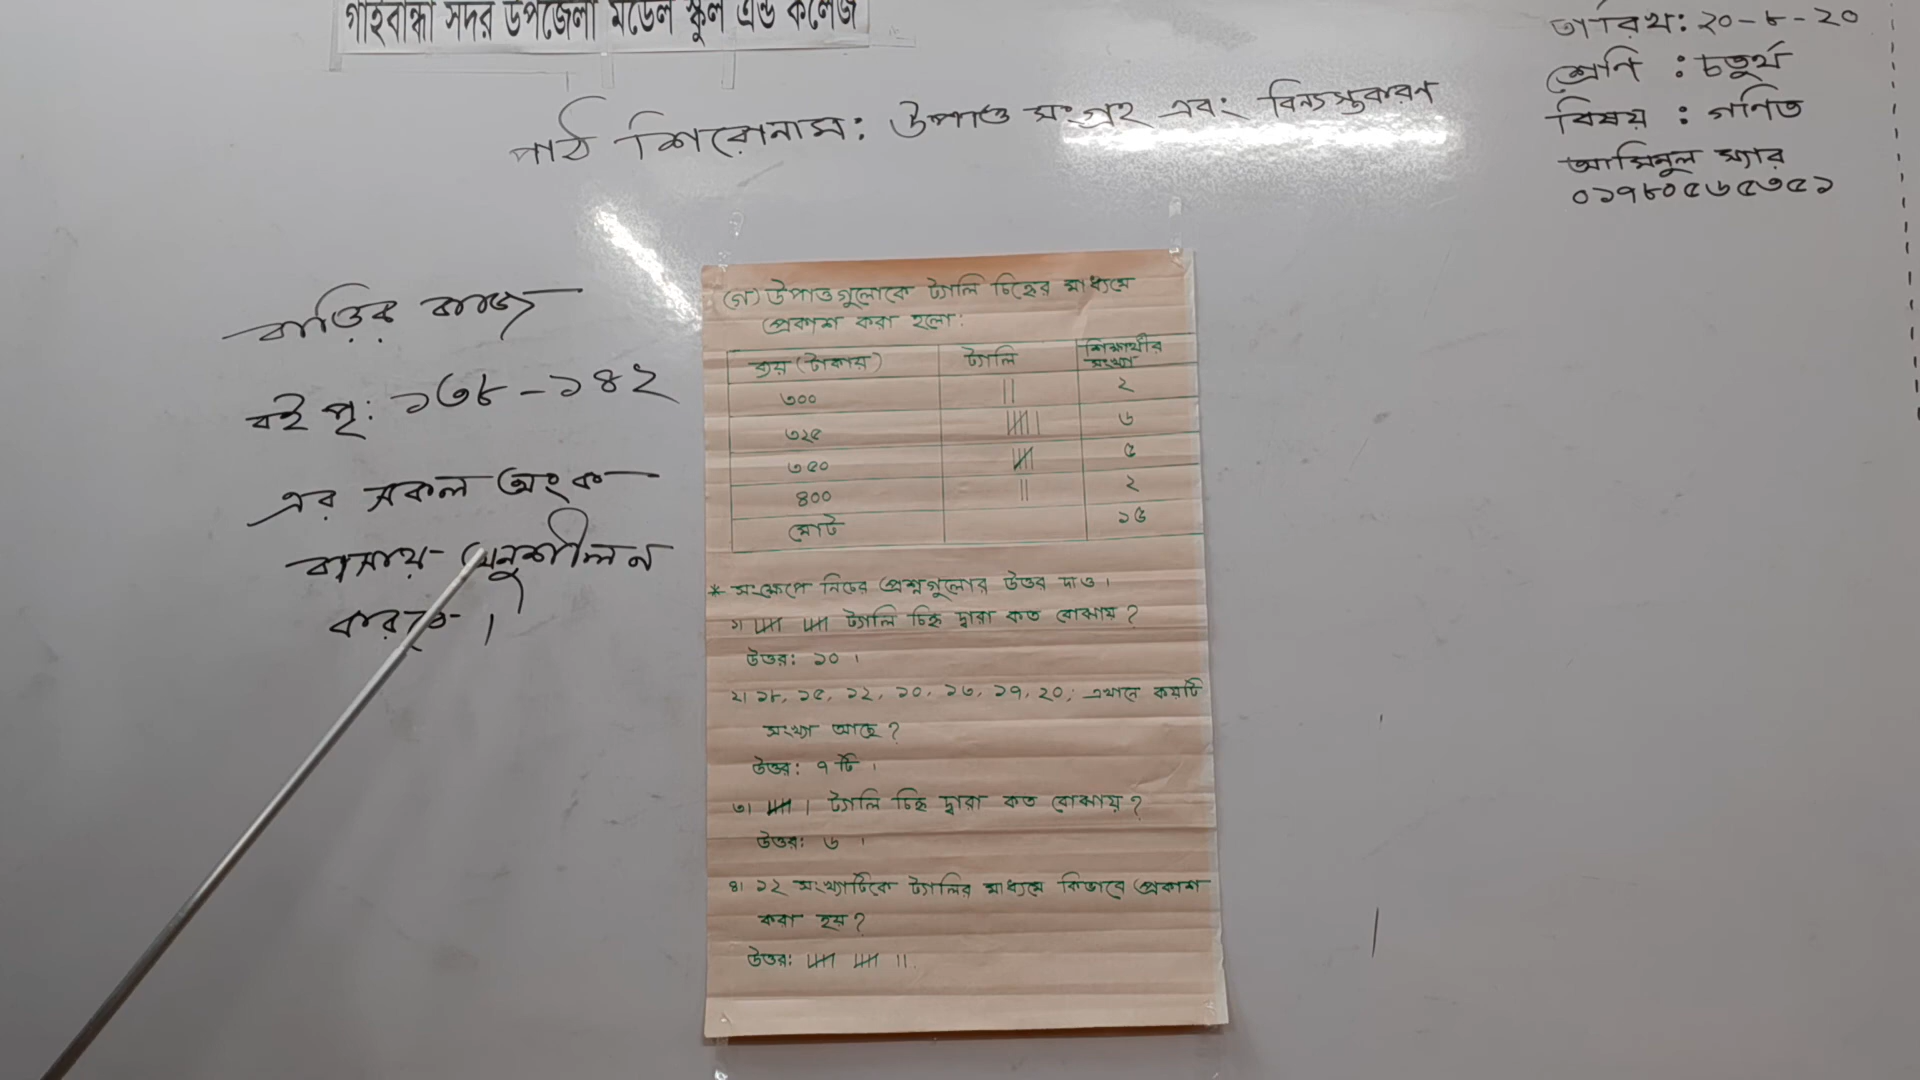 গাইবান্ধা সদর উপজেলা মডেল স্কুল এন্ড কলেজ
তারিখ: ২০-৮-২০
শ্রেণি : চতুর্থ
বিষয় : গণিত
আমিনুল স্যার
০১৭৮০৫৬৫৩৫১
পাঠ শিরোনাম: উপাত্ত সংগ্রহ এবং বিন্যস্তকরণ
বাড়ির কাজ
বই পৃ: ১৩৮-১৪২
এর সকল অংক
বাসায় অনুশীলন
করবে।
(গ) উপাত্তগুলোকে ট্যালি চিহ্নের মাধ্যমে
প্রকাশ করা হলো:
ব্যয় (টাকায়) ট্যালি শিক্ষার্থীর সংখ্যা
৩০০ || ২
৩২৫ |||| | ৬
৩৫০ |||| ৫
৪০০ || ২
মোট ১৫
* সংক্ষেপে নিচের প্রশ্নগুলোর উত্তর দাও।
১। |||| |||| ট্যালি চিহ্ন দ্বারা কত বোঝায়?
উত্তর: ১০।
২। ১৮, ১৫, ১২, ১০, ১৬, ১৭, ২০; এখানে কয়টি
সংখ্যা আছে?
উত্তর: ৭টি।
৩। |||| | ট্যালি চিহ্ন দ্বারা কত বোঝায়?
উত্তর: ৬।
৪। ১২ সংখ্যাটিকে ট্যালির মাধ্যমে কিভাবে প্রকাশ
করা হয়?
উত্তর: |||| |||| ||